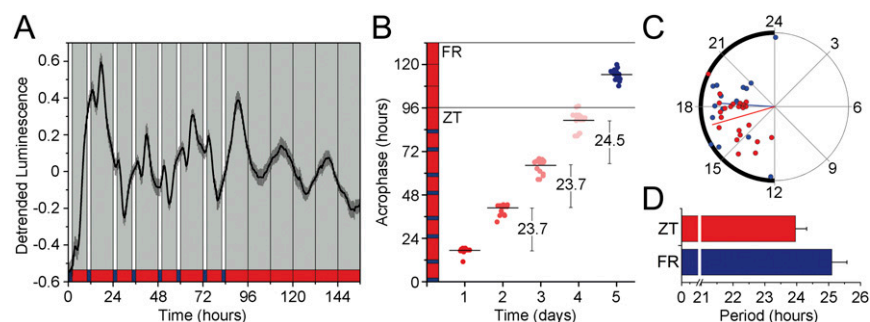 A
Detrended Luminescence
0.6
0.4
0.2
0
-0.2
-0.4
-0.6
0 24 48 72 96 120 144
Time (hours)
B
Acrophase (hours)
120
96
72
48
24
0
FR
ZT
23.7
23.7
24.5
1 2 3 4 5
Time (days)
C
24
21
3
18
6
15
9
12
D
ZT
FR
0 21 22 23 24 25 26
Period (hours)